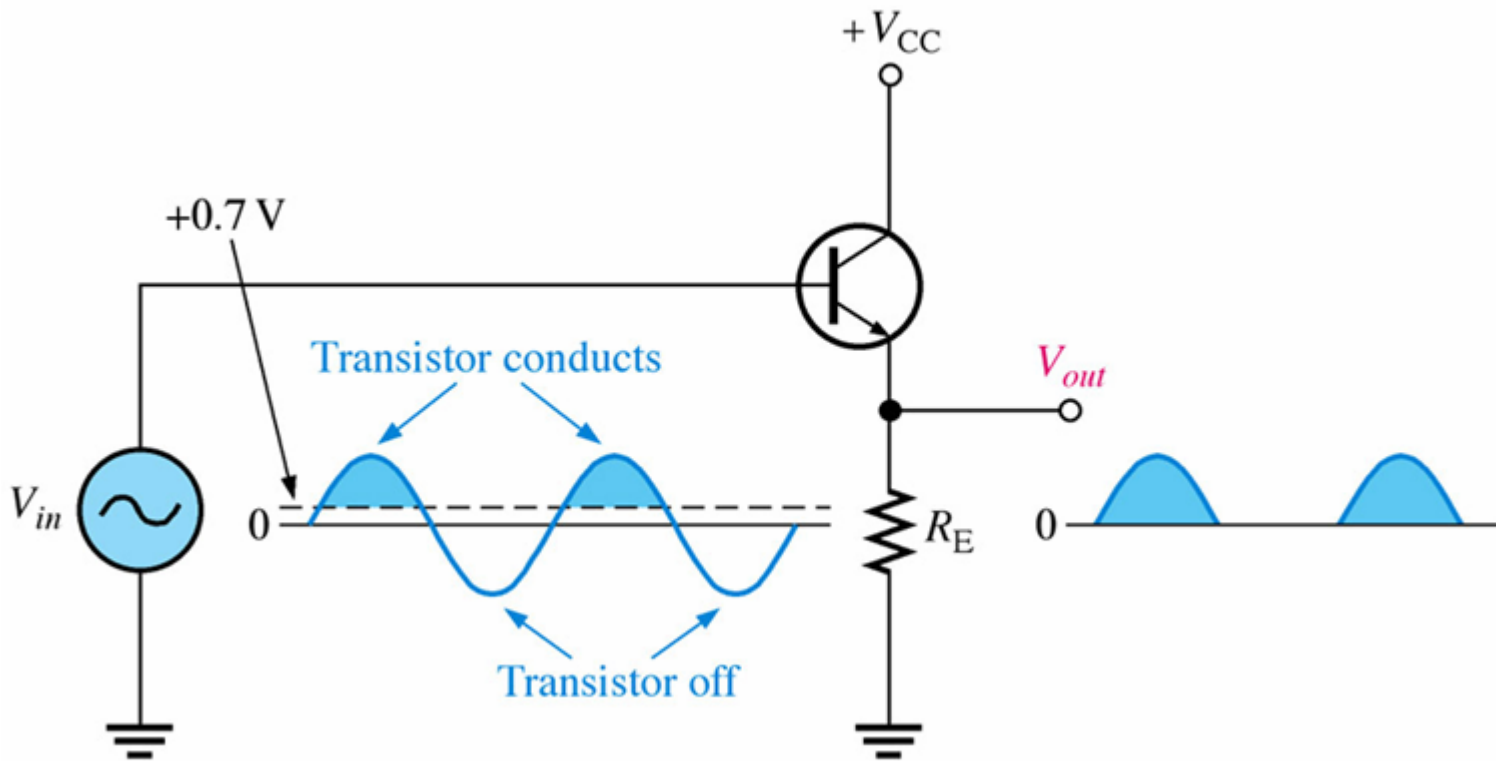 +V_CC
+0.7 V
Transistor conducts
V_out
V_in
0
R_E
0
Transistor off